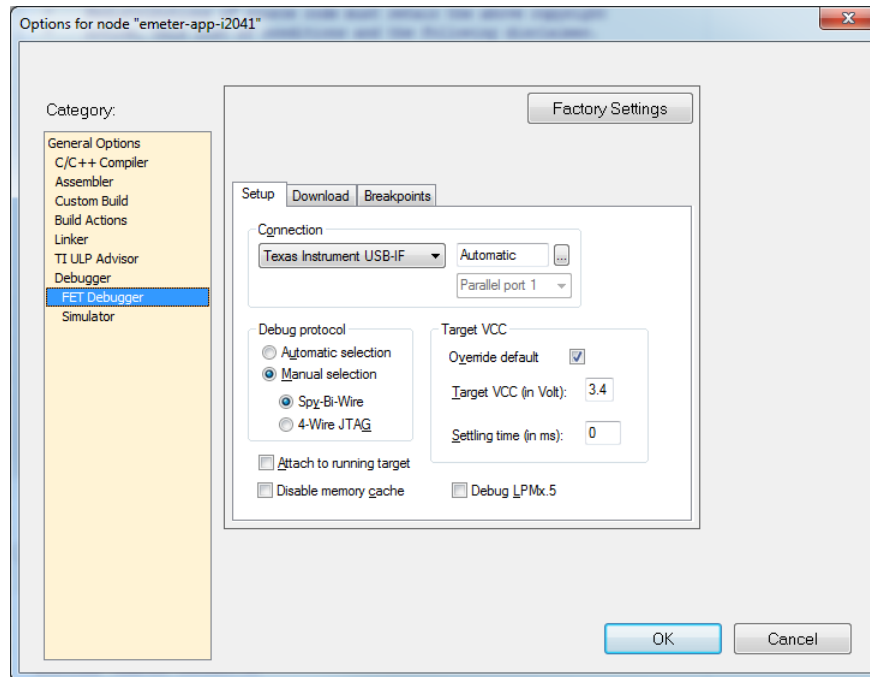 Options for node "emeter-app-i2041"
Category:
General Options
C/C++ Compiler
Assembler
Custom Build
Build Actions
Linker
TI ULP Advisor
Debugger
FET Debugger
Simulator
Factory Settings
Setup Download Breakpoints
Connection
Texas Instrument USB-IF Automatic ...
Parallel port 1
Debug protocol
Automatic selection
Manual selection
Spy-Bi-Wire
4-Wire JTAG
Target VCC
Override default
Target VCC (in Volt): 3.4
Settling time (in ms): 0
Attach to running target
Disable memory cache Debug LPMx.5
OK Cancel